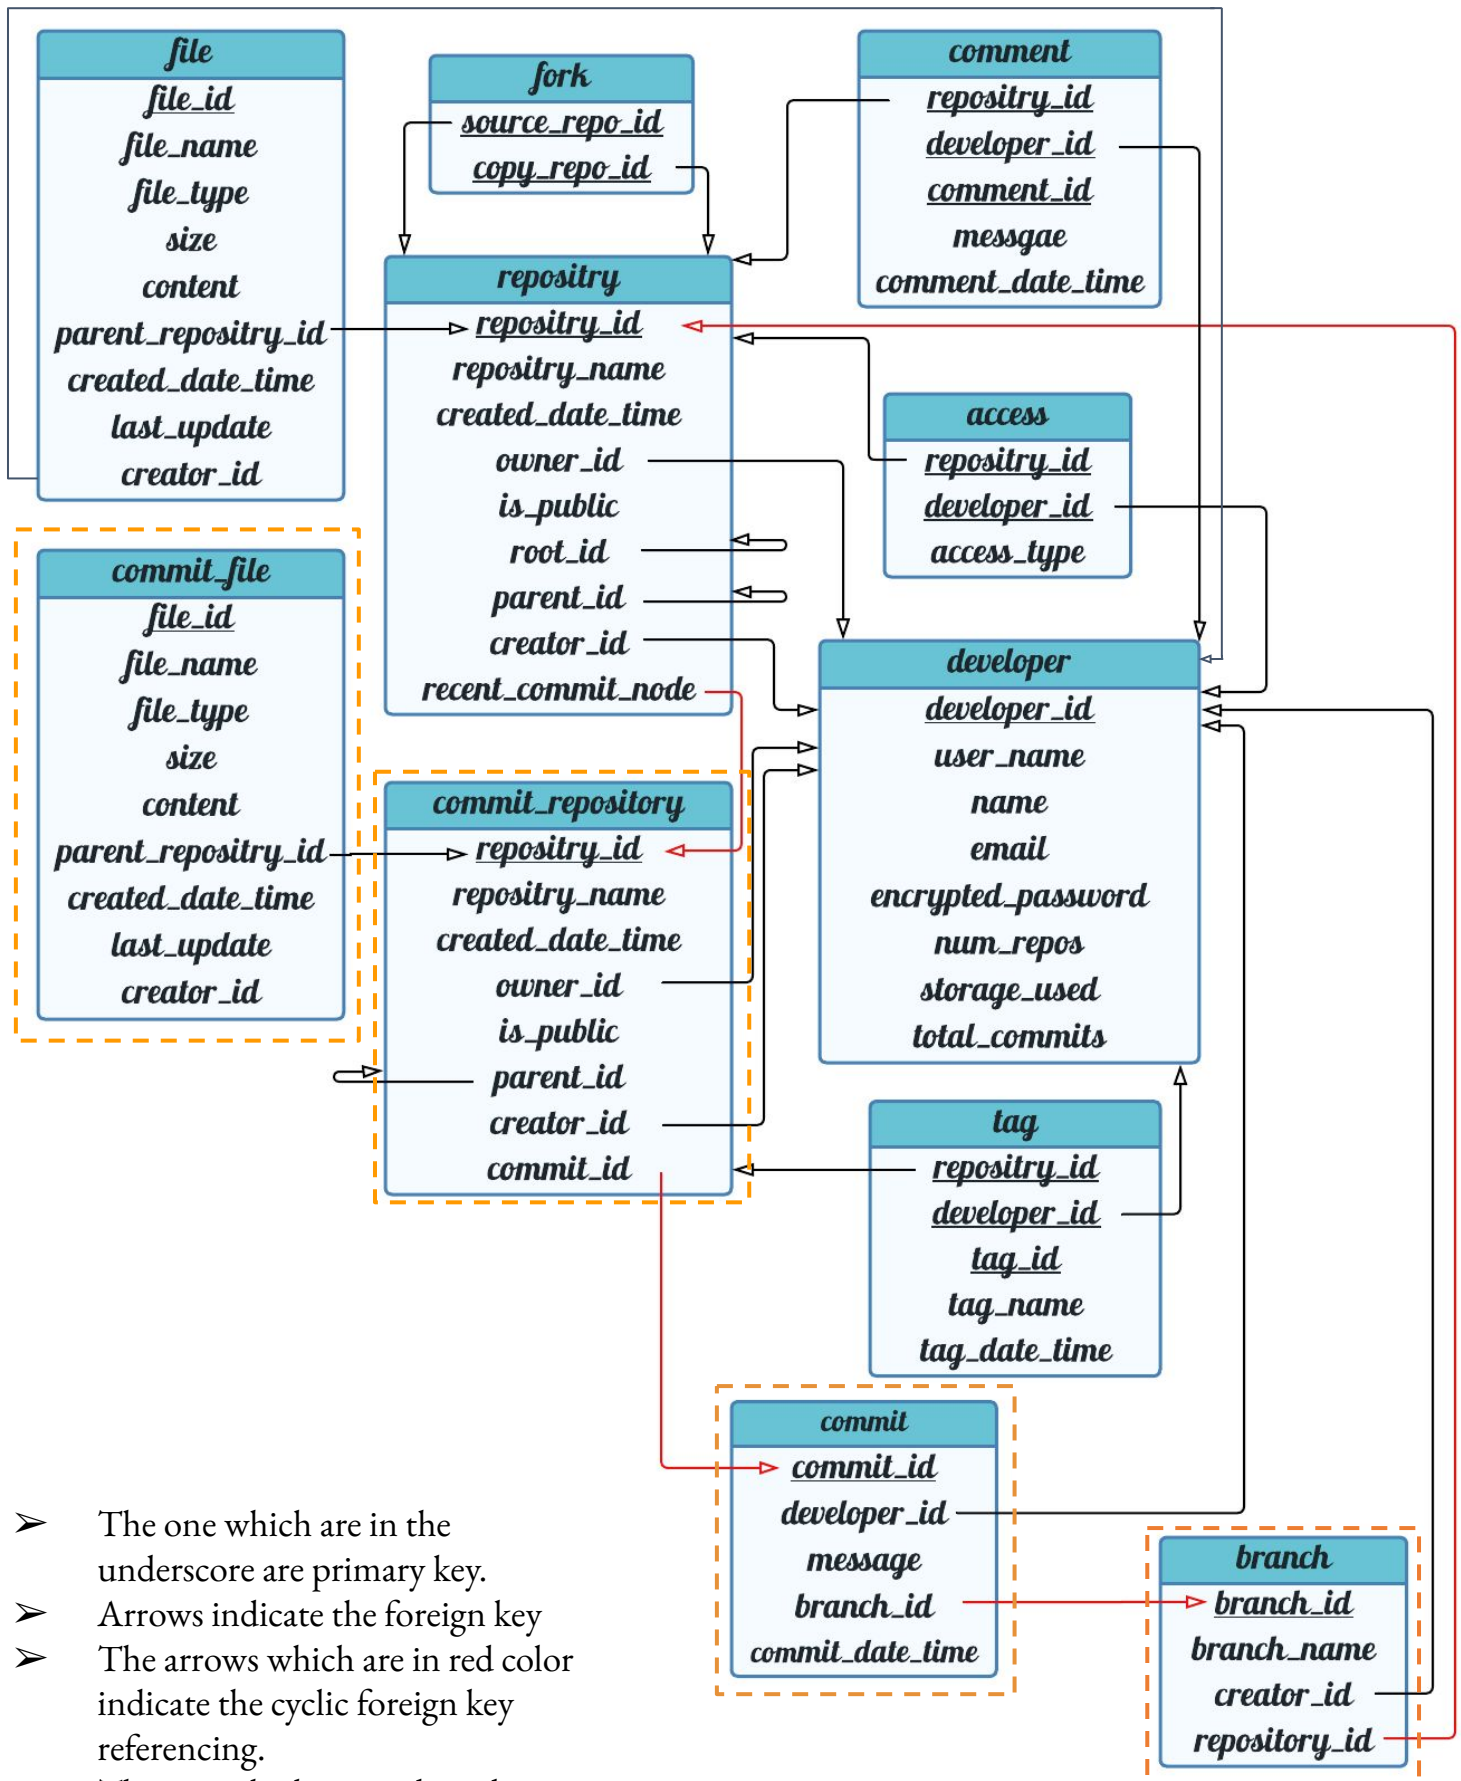 file
file_id
file_name
file_type
size
content
parent_repositry_id
created_date_time
last_update
creator_id
fork
source_repo_id
copy_repo_id
comment
repositry_id
developer_id
comment_id
messgae
comment_date_time
repositry
repositry_id
repositry_name
created_date_time
owner_id
is_public
root_id
parent_id
creator_id
recent_commit_node
access
repositry_id
developer_id
access_type
commit_file
file_id
file_name
file_type
size
content
parent_repositry_id
created_date_time
last_update
creator_id
commit_repository
repositry_id
repositry_name
created_date_time
owner_id
is_public
parent_id
creator_id
commit_id
developer
developer_id
user_name
name
email
encrypted_password
num_repos
storage_used
total_commits
tag
repositry_id
developer_id
tag_id
tag_name
tag_date_time
commit
commit_id
developer_id
message
branch_id
commit_date_time
branch
branch_id
branch_name
creator_id
repository_id
➢ The one which are in the
underscore are primary key.
➢ Arrows indicate the foreign key
➢ The arrows which are in red color
indicate the cyclic foreign key
referencing.